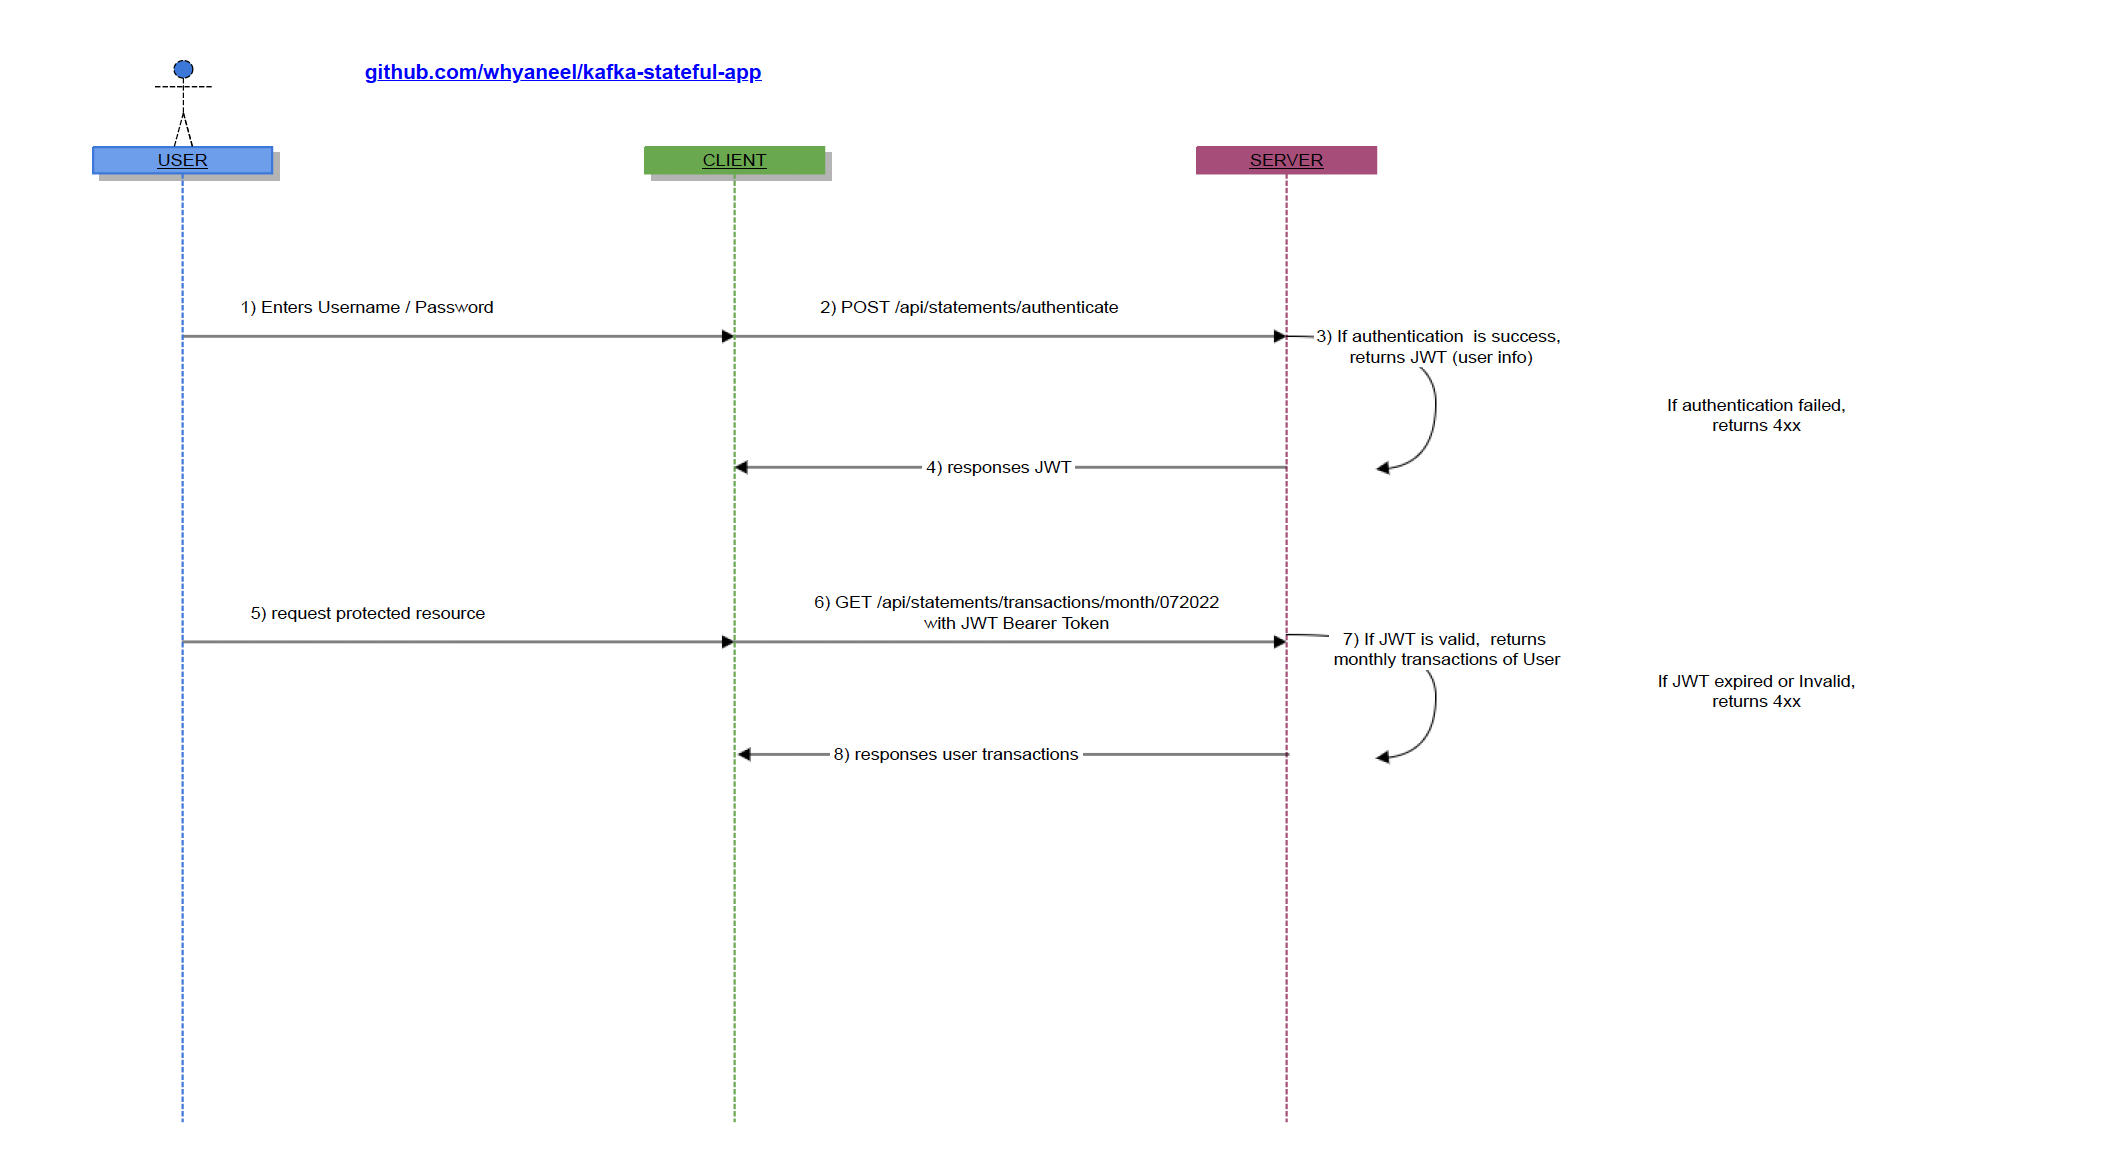 github.com/whyaneel/kafka-stateful-app
USER
CLIENT
SERVER
1) Enters Username / Password
2) POST /api/statements/authenticate
3) If authentication  is success,
returns JWT (user info)
If authentication failed,
returns 4xx
4) responses JWT
5) request protected resource
6) GET /api/statements/transactions/month/072022
with JWT Bearer Token
7) If JWT is valid,  returns
monthly transactions of User
If JWT expired or Invalid,
returns 4xx
8) responses user transactions